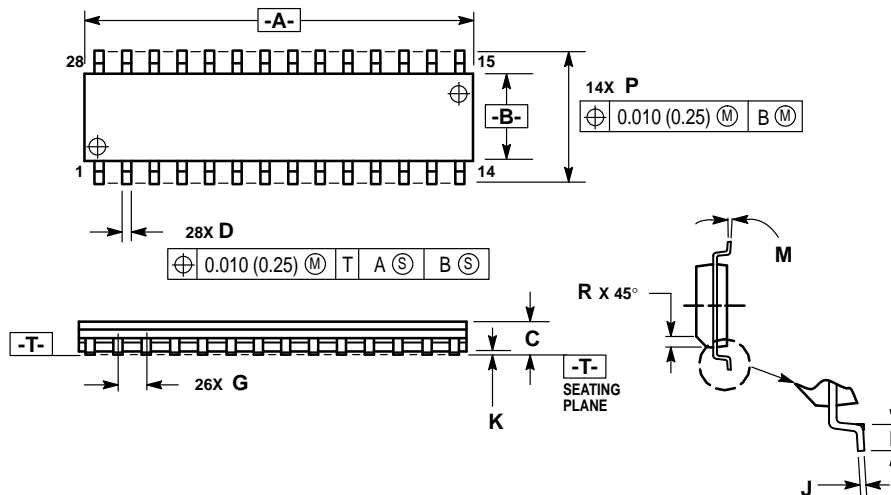 -A-
28
15
14X P
⌖ 0.010 (0.25) Ⓜ B Ⓜ
-B-
1
14
28X D
⌖ 0.010 (0.25) Ⓜ T A Ⓢ B Ⓢ
M
R X 45°
-T-
C
26X G
K
-T-
SEATING
PLANE
J